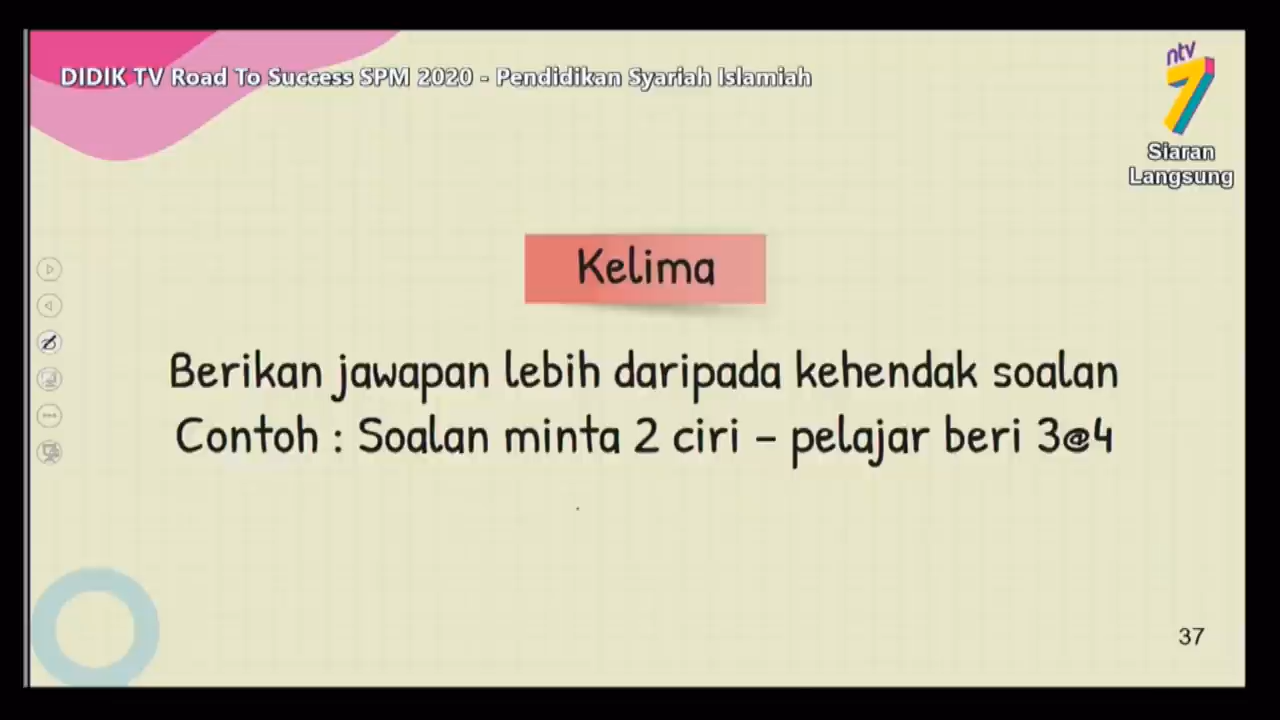 DIDIK TV Road To Success SPM 2020 - Pendidikan Syariah Islamiah
ntv
7
Siaran
Langsung
Kelima
Berikan jawapan lebih daripada kehendak soalan
Contoh : Soalan minta 2 ciri – pelajar beri 3@4
37